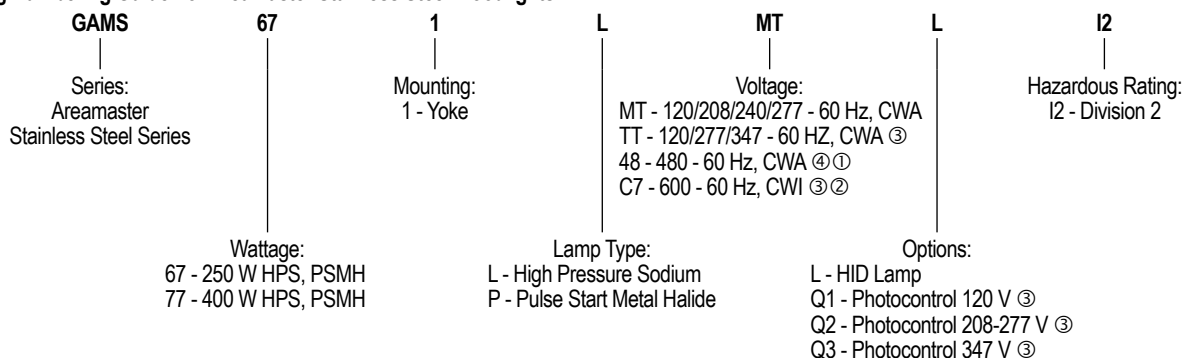 GAMS 67 1 L MT L I2
Series:
Areamaster
Stainless Steel Series
Mounting:
1 - Yoke
Voltage:
MT - 120/208/240/277 - 60 Hz, CWA
TT - 120/277/347 - 60 HZ, CWA ③
48 - 480 - 60 Hz, CWA ④①
C7 - 600 - 60 Hz, CWI ③②
Hazardous Rating:
I2 - Division 2
Wattage:
67 - 250 W HPS, PSMH
77 - 400 W HPS, PSMH
Lamp Type:
L - High Pressure Sodium
P - Pulse Start Metal Halide
Options:
L - HID Lamp
Q1 - Photocontrol 120 V ③
Q2 - Photocontrol 208-277 V ③
Q3 - Photocontrol 347 V ③